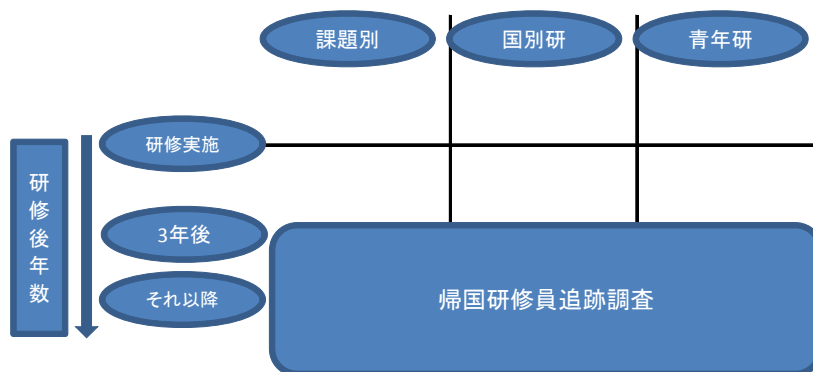 課題別
国別研
青年研
研修実施
研修後年数
3年後
それ以降
帰国研修員追跡調査